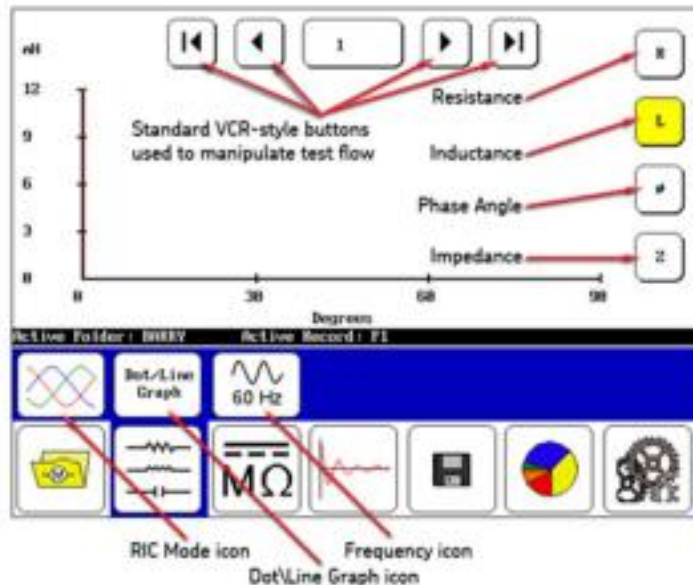 mH
1
R
12
Resistance
9
Standard VCR-style buttons
used to manipulate test flow
L
Inductance
6
ø
Phase Angle
3
Impedance
Z
0
0
30
60
90
Degrees
Active Folder: BARRY
Active Record: F1
Dot/Line
Graph
60 Hz
MΩ
M
RIC Mode icon
Frequency icon
Dot\Line Graph icon